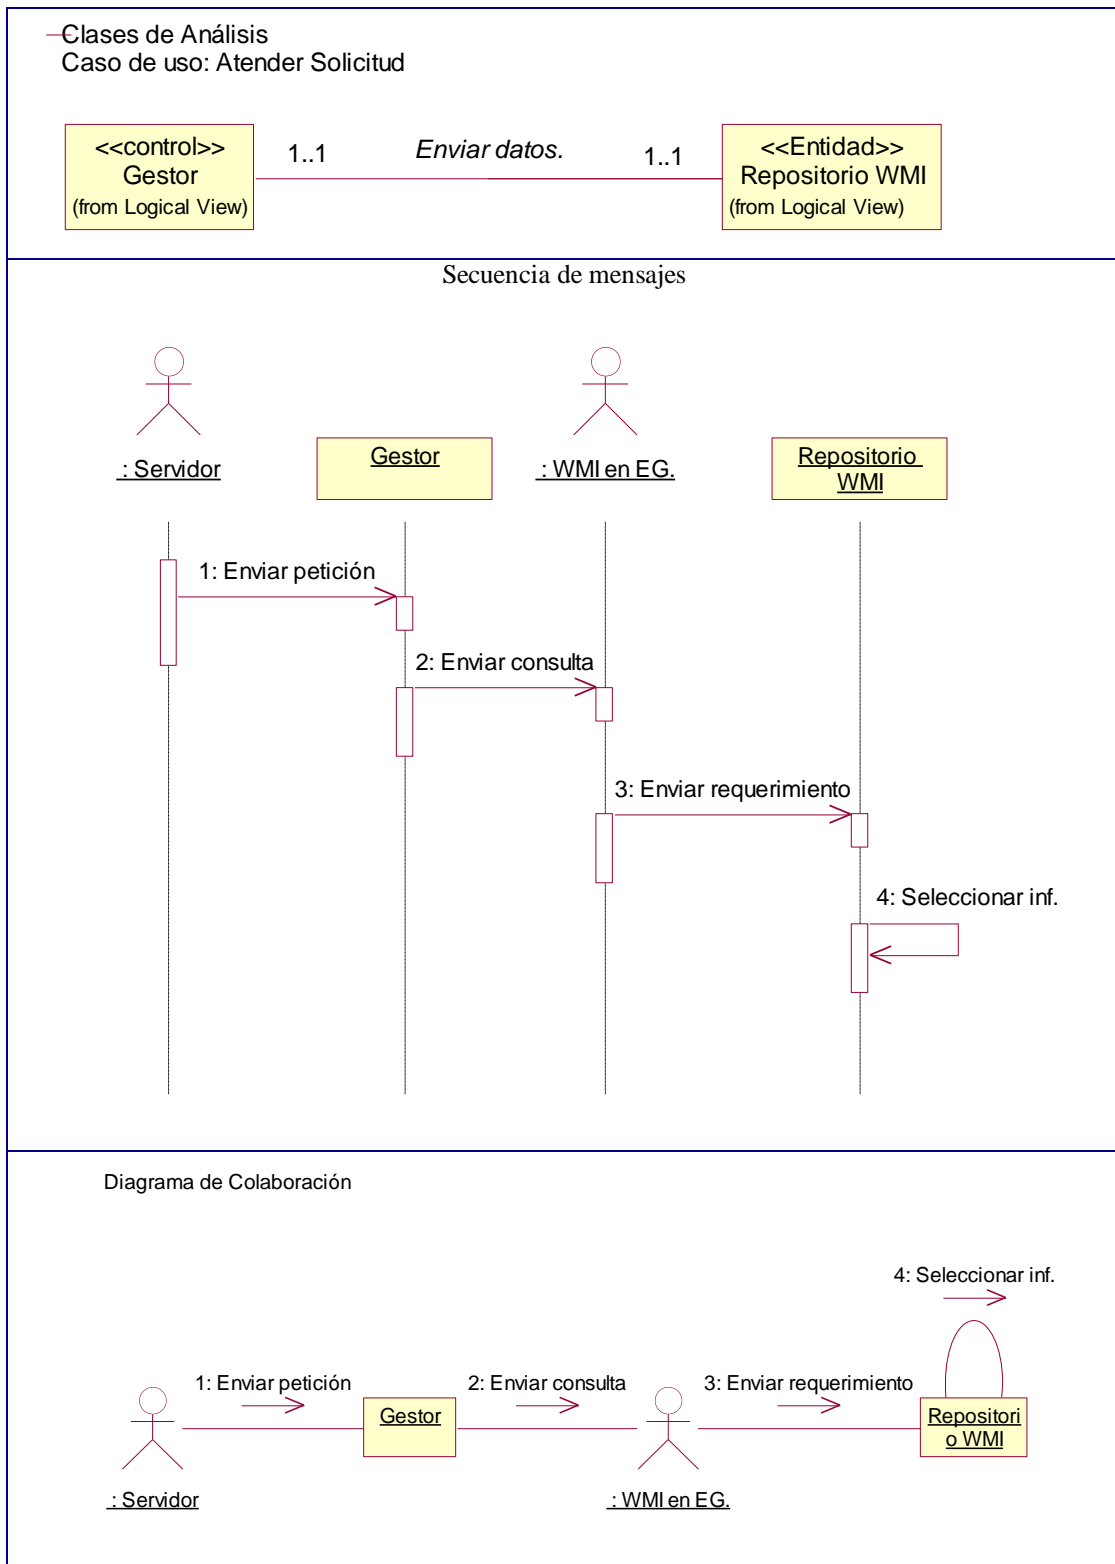 Clases de Análisis
Caso de uso: Atender Solicitud
<<control>>
Gestor
(from Logical View)
1..1
Enviar datos.
1..1
<<Entidad>>
Repositorio WMI
(from Logical View)
Secuencia de mensajes
: Servidor
Gestor
: WMI en EG.
Repositorio
WMI
1: Enviar petición
2: Enviar consulta
3: Enviar requerimiento
4: Seleccionar inf.
Diagrama de Colaboración
4: Seleccionar inf.
1: Enviar petición
2: Enviar consulta
3: Enviar requerimiento
Gestor
Repositori
o WMI
: Servidor
: WMI en EG.